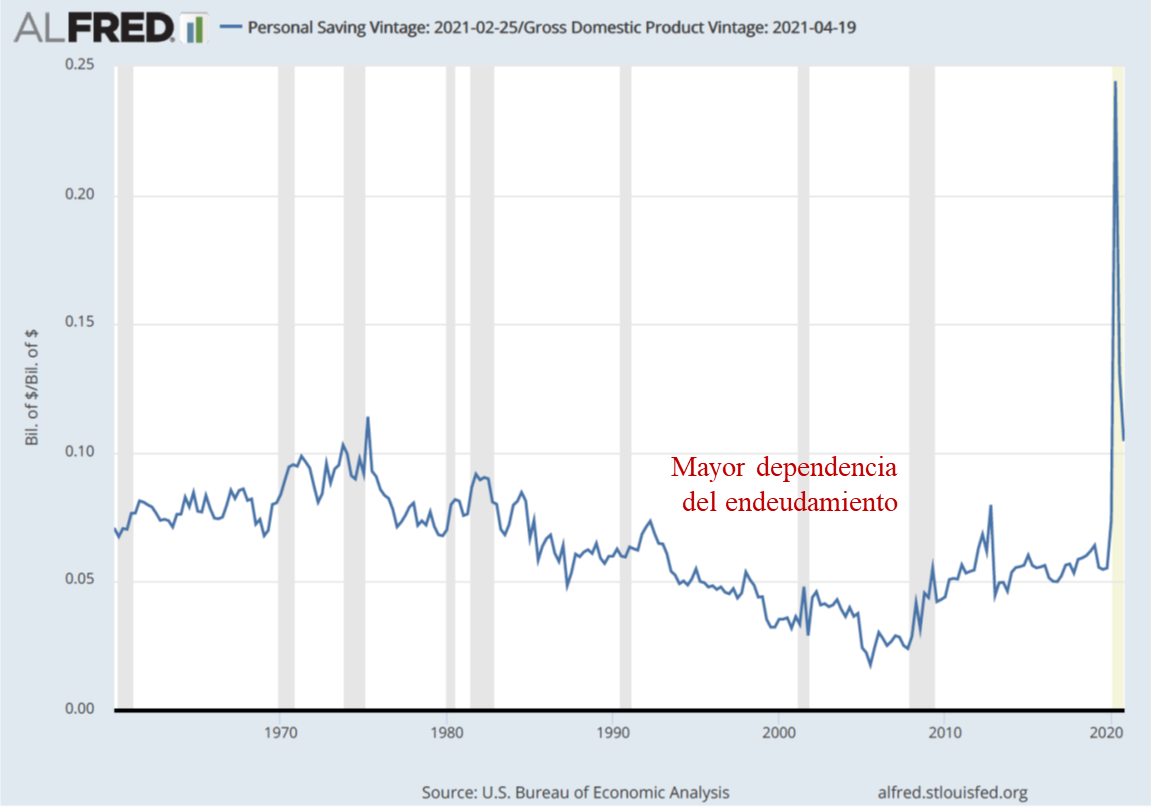 ALFRED
Personal Saving Vintage: 2021-02-25/Gross Domestic Product Vintage: 2021-04-19
0.25
0.20
0.15
0.10
0.05
0.00
Bil. of $/Bil. of $
Mayor dependencia
del endeudamiento
1970
1980
1990
2000
2010
2020
Source: U.S. Bureau of Economic Analysis
alfred.stlouisfed.org